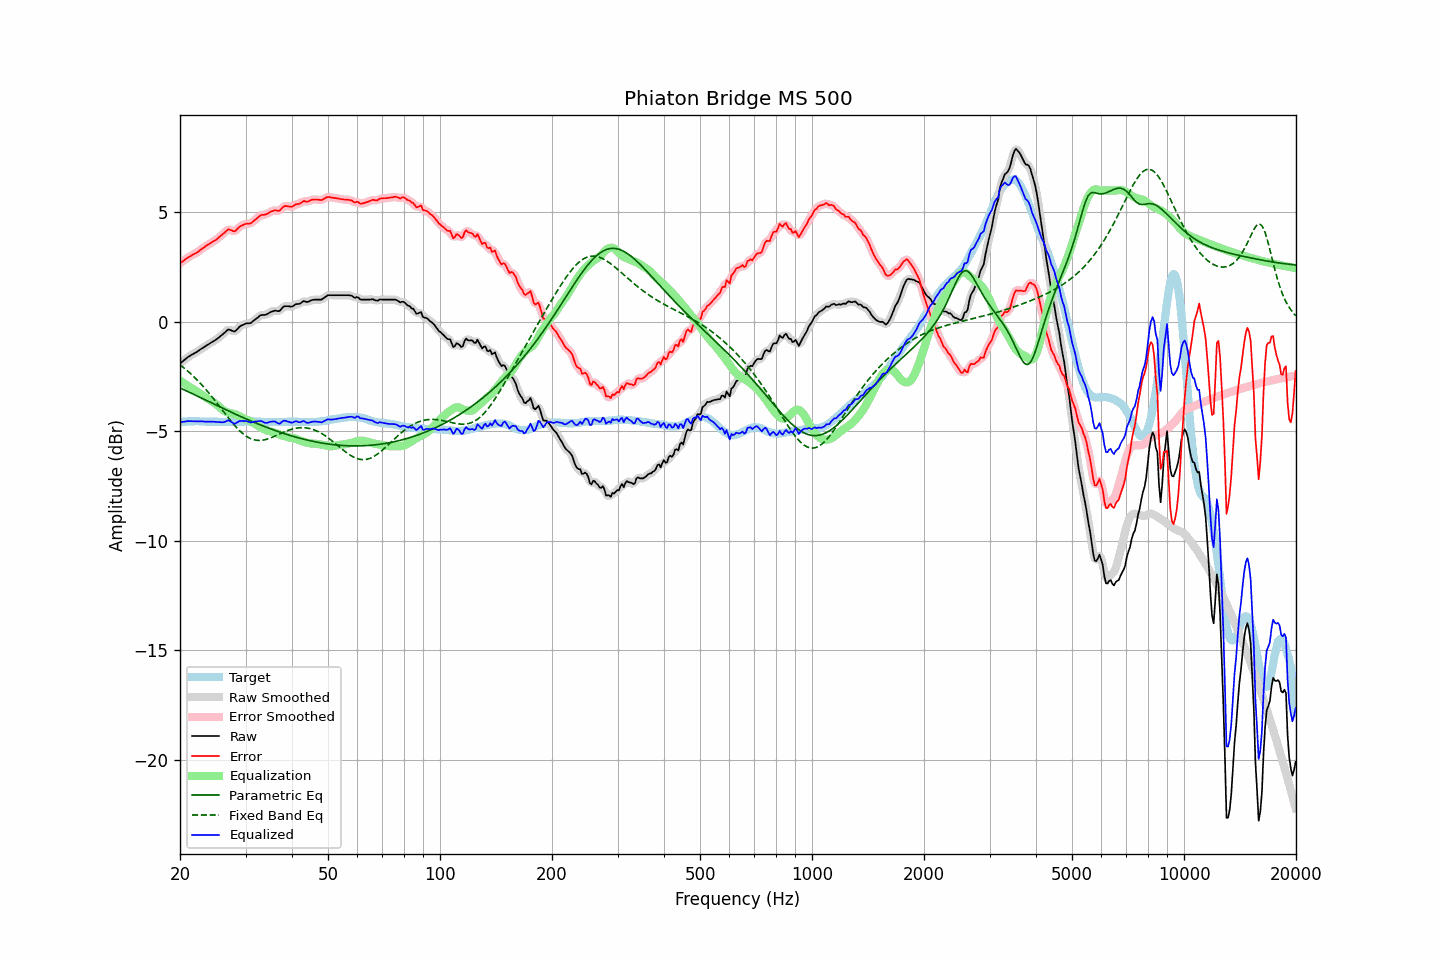 Phiaton Bridge MS 500
Amplitude (dBr)
5
0
−5
−10
−15
−20
Target
Raw Smoothed
Error Smoothed
Raw
Error
Equalization
Parametric Eq
Fixed Band Eq
Equalized
20 50 100 200 500 1000 2000 5000 10000 20000
Frequency (Hz)